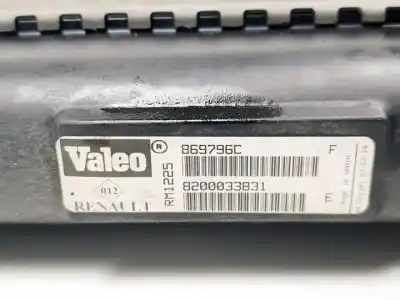 Valeo ®
869796C F
RM1225
8200033831
012
RENAULT
E